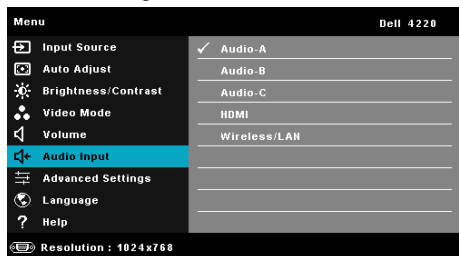 Menu Dell 4220
Input Source ✓ Audio-A
Auto Adjust Audio-B
Brightness/Contrast Audio-C
Video Mode HDMI
Volume Wireless/LAN
Audio Input
Advanced Settings
Language
? Help
Resolution : 1024x768